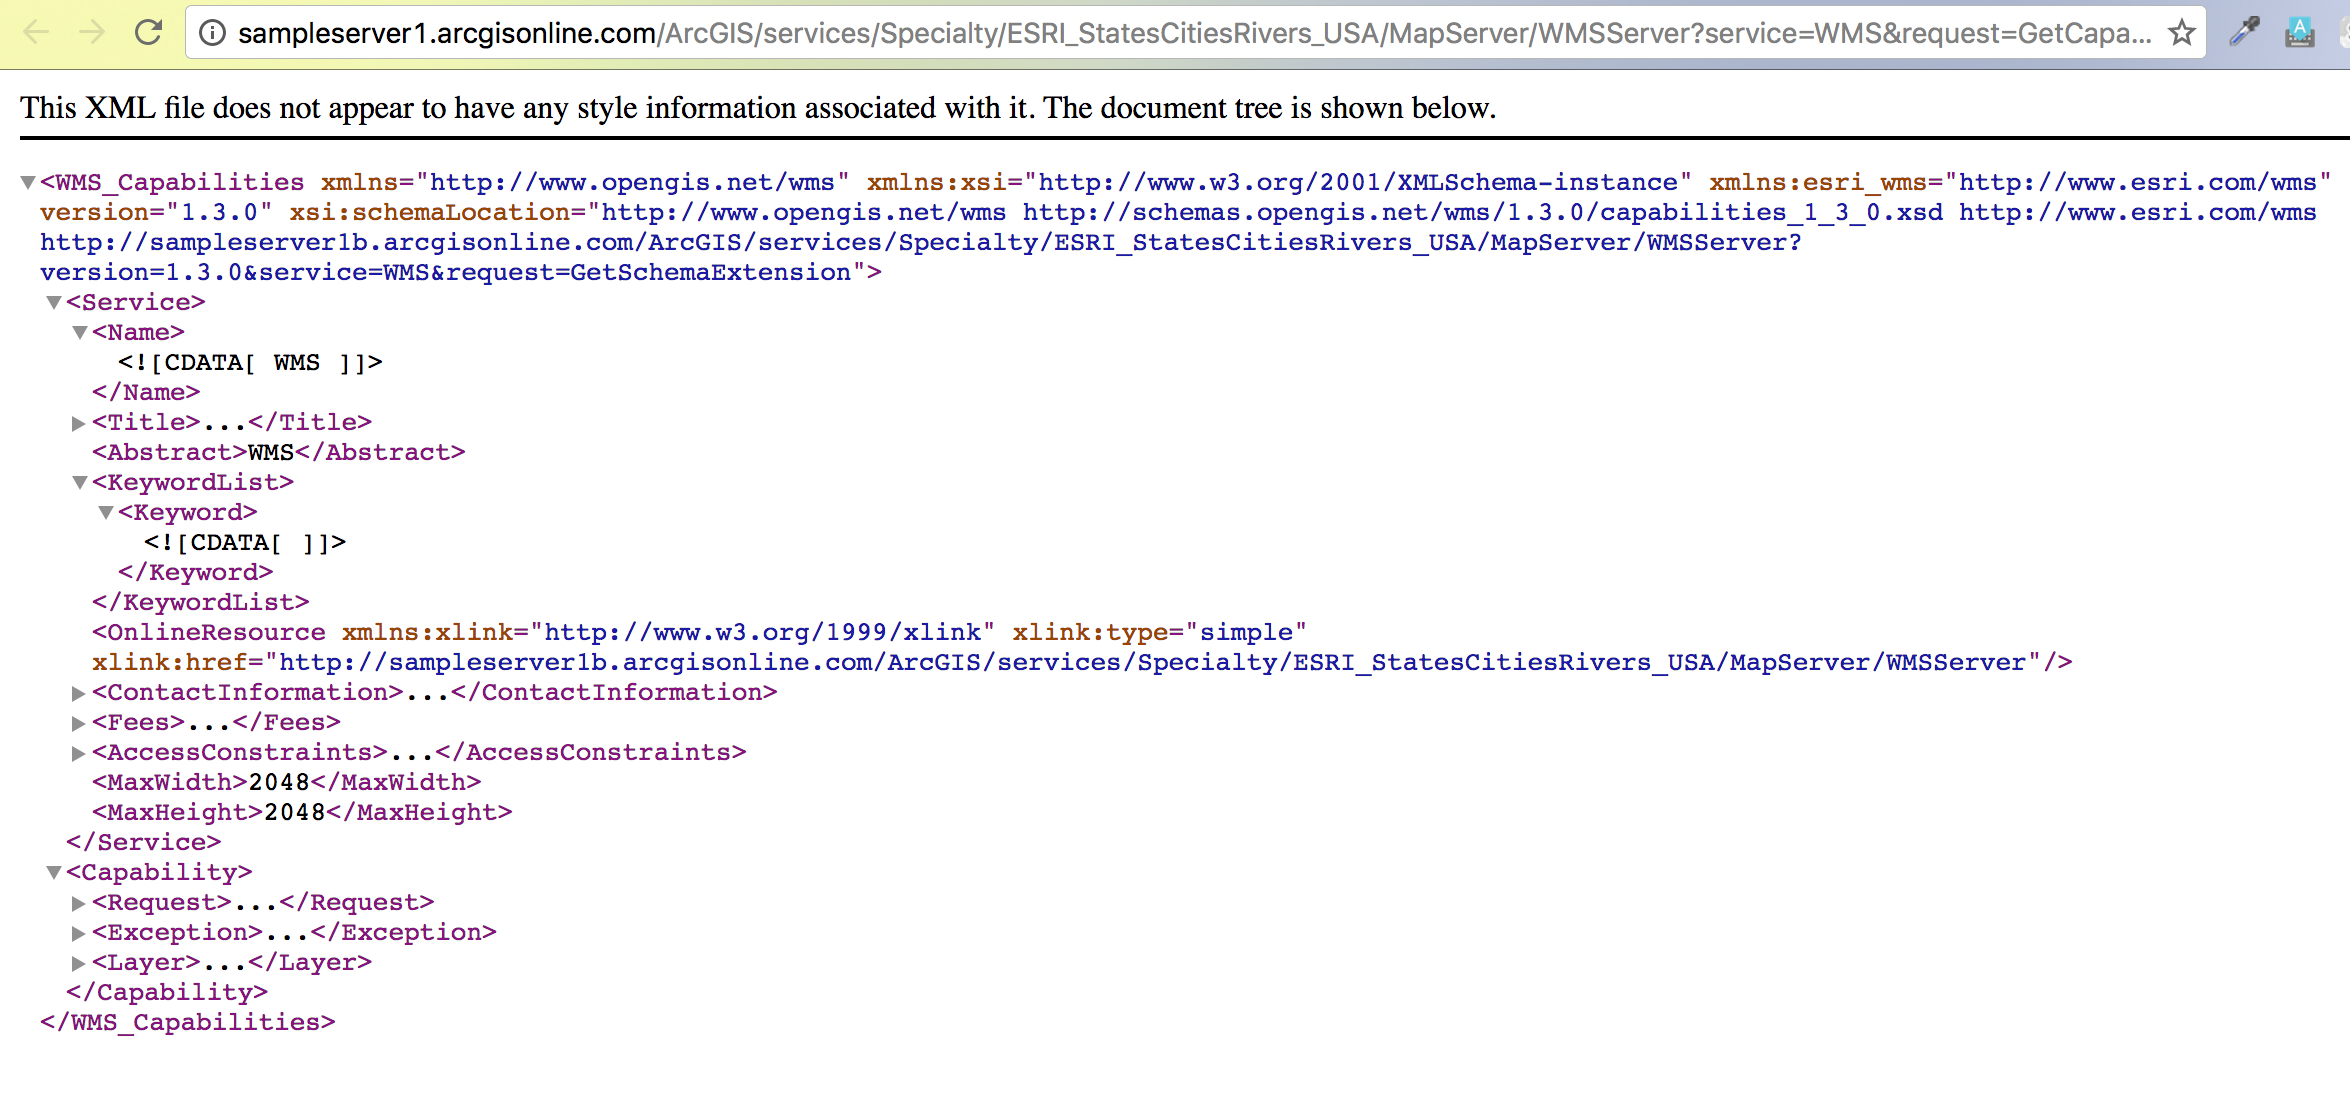 sampleserver1.arcgisonline.com/ArcGIS/services/Specialty/ESRI_StatesCitiesRivers_USA/MapServer/WMSServer?service=WMS&request=GetCapa...
This XML file does not appear to have any style information associated with it. The document tree is shown below.
<WMS_Capabilities xmlns="http://www.opengis.net/wms" xmlns:xsi="http://www.w3.org/2001/XMLSchema-instance" xmlns:esri_wms="http://www.esri.com/wms"
version="1.3.0" xsi:schemaLocation="http://www.opengis.net/wms http://schemas.opengis.net/wms/1.3.0/capabilities_1_3_0.xsd http://www.esri.com/wms
http://sampleserver1b.arcgisonline.com/ArcGIS/services/Specialty/ESRI_StatesCitiesRivers_USA/MapServer/WMSServer?
version=1.3.0&service=WMS&request=GetSchemaExtension">
<Service>
<Name>
<![CDATA[ WMS ]]>
</Name>
<Title>...</Title>
<Abstract>WMS</Abstract>
<KeywordList>
<Keyword>
<![CDATA[ ]]>
</Keyword>
</KeywordList>
<OnlineResource xmlns:xlink="http://www.w3.org/1999/xlink" xlink:type="simple"
xlink:href="http://sampleserver1b.arcgisonline.com/ArcGIS/services/Specialty/ESRI_StatesCitiesRivers_USA/MapServer/WMSServer"/>
<ContactInformation>...</ContactInformation>
<Fees>...</Fees>
<AccessConstraints>...</AccessConstraints>
<MaxWidth>2048</MaxWidth>
<MaxHeight>2048</MaxHeight>
</Service>
<Capability>
<Request>...</Request>
<Exception>...</Exception>
<Layer>...</Layer>
</Capability>
</WMS_Capabilities>